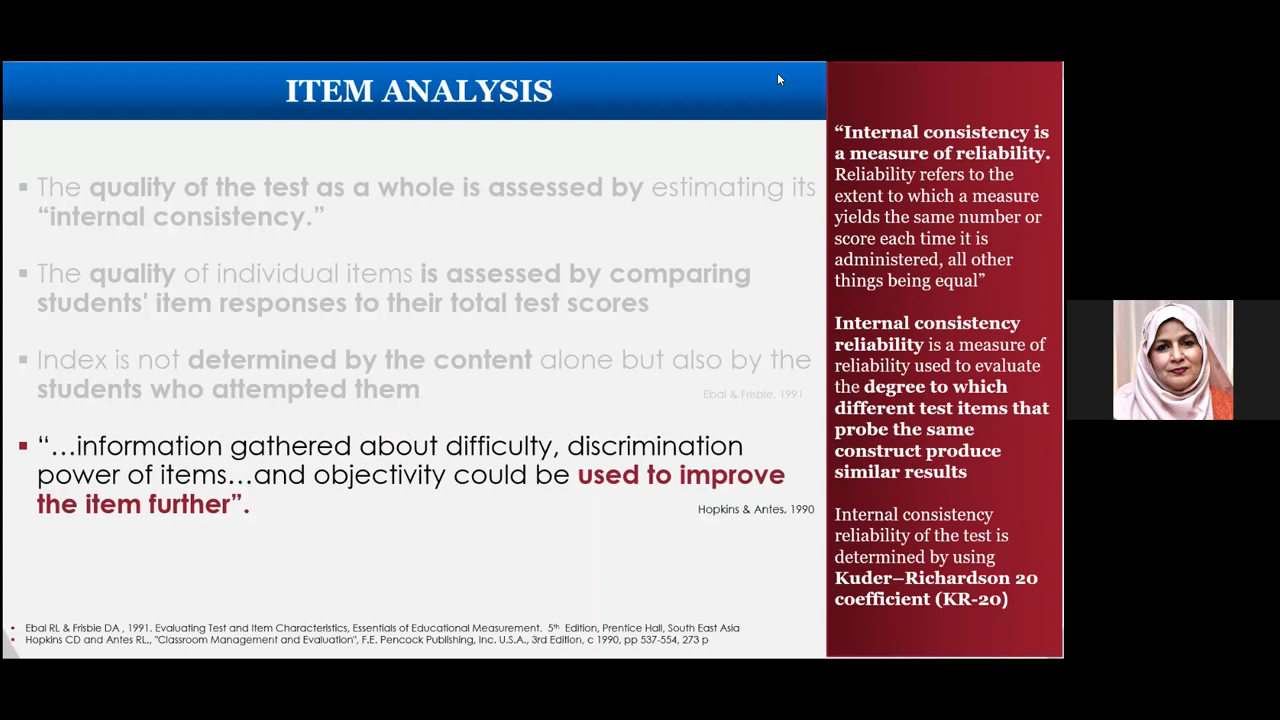 ITEM ANALYSIS
▪ The quality of the test as a whole is assessed by estimating its
“internal consistency.”
▪ The quality of individual items is assessed by comparing
students' item responses to their total test scores
▪ Index is not determined by the content alone but also by the
students who attempted them.
Ebal & Frisbie, 1991
▪ “…information gathered about difficulty, discrimination
power of items…and objectivity could be used to improve
the item further”.
Hopkins & Antes, 1990
▪ Ebel RL & Frisbie DA , 1991. Evaluating Test and Item Characteristics, Essentials of Educational Measurement. 5th Edition, Prentice Hall, South East Asia
▪ Hopkins CD and Antes RL., "Classroom Management and Evaluation", F.E. Pencock Publishing, Inc. U.S.A., 3rd Edition, c 1990, pp 537-554, 273 p
“Internal consistency is
a measure of reliability.
Reliability refers to the
extent to which a measure
yields the same number or
score each time it is
administered, all other
things being equal”
Internal consistency
reliability is a measure of
reliability used to evaluate
the degree to which
different test items that
probe the same
construct produce
similar results
Internal consistency
reliability of the test is
determined by using
Kuder–Richardson 20
coefficient (KR-20)